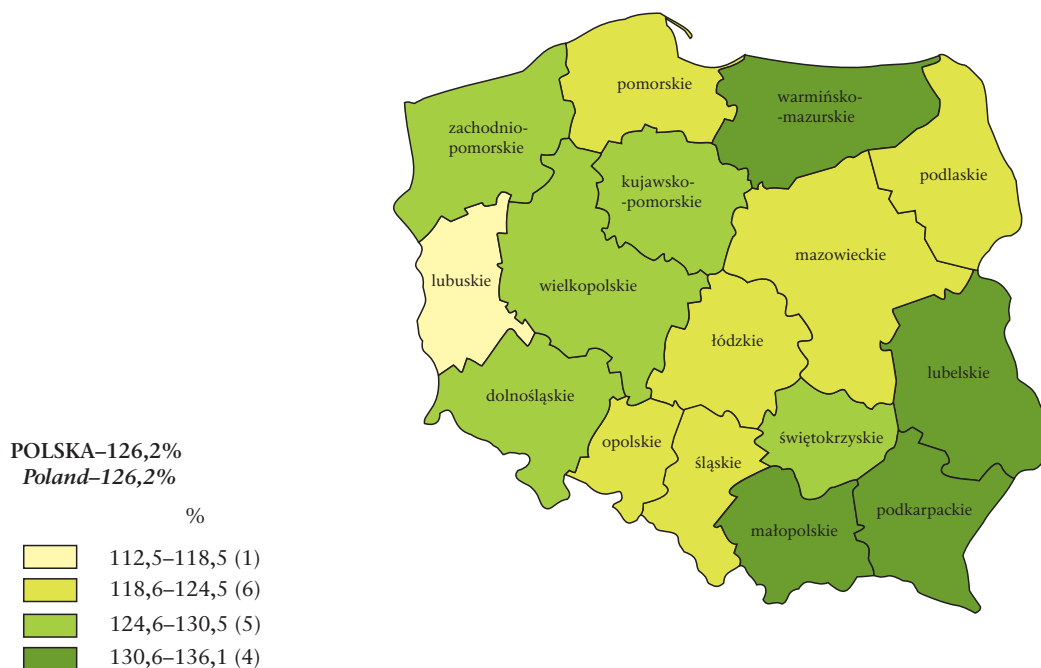 pomorskie
warmińsko-
-mazurskie
zachodnio-
pomorskie
podlaskie
kujawsko-
-pomorskie
mazowieckie
lubuskie
wielkopolskie
łódzkie
lubelskie
dolnośląskie
opolskie
świętokrzyskie
śląskie
podkarpackie
małopolskie
POLSKA–126,2%
Poland–126,2%
%
112,5–118,5 (1)
118,6–124,5 (6)
124,6–130,5 (5)
130,6–136,1 (4)